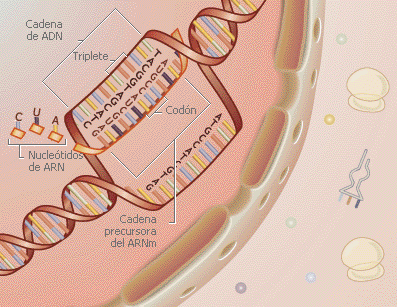 Cadena
de ADN
Triplete
C U A
Codón
Nucleótidos
de ARN
Cadena
precursora
del ARNm